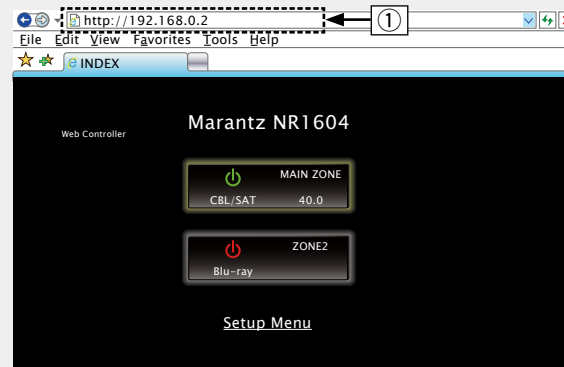 http://192.168.0.2 ①
File Edit View Favorites Tools Help
INDEX
Web Controller
Marantz NR1604
MAIN ZONE
CBL/SAT 40.0
ZONE2
Blu-ray
Setup Menu